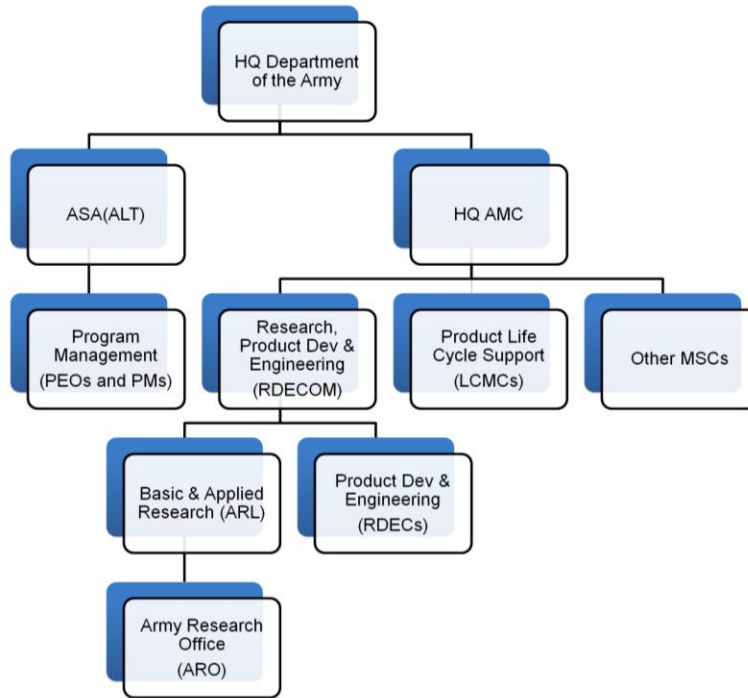 HQ Department
of the Army
ASA(ALT)
HQ AMC
Program
Management
(PEOs and PMs)
Research,
Product Dev &
Engineering
(RDECOM)
Product Life
Cycle Support
(LCMCs)
Other MSCs
Basic & Applied
Research (ARL)
Product Dev &
Engineering
(RDECs)
Army Research
Office
(ARO)